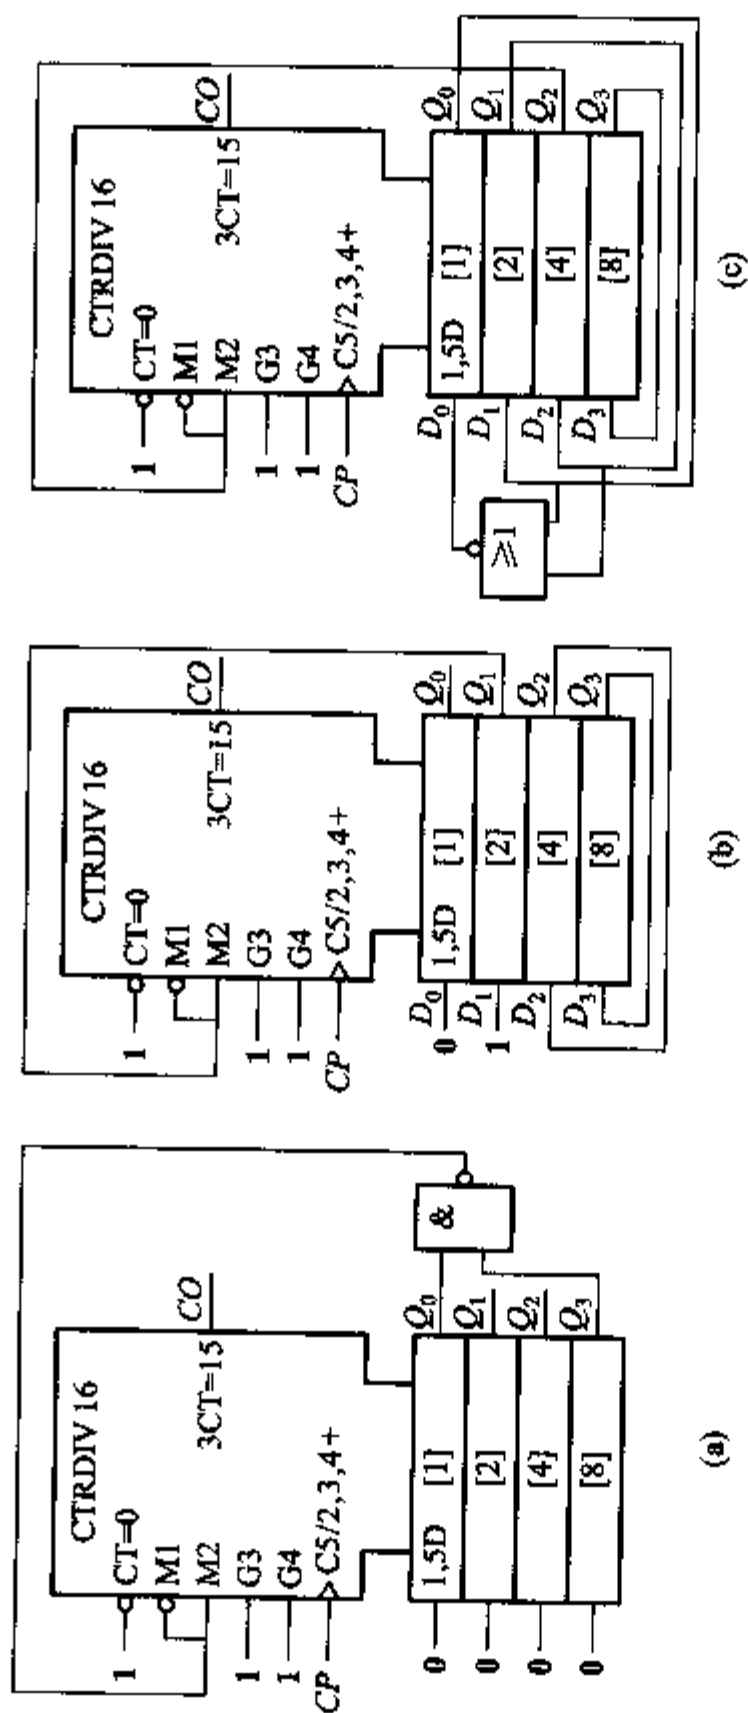 CTRDIV 16
1
CT=0
M1
M2
3CT=15
CO
1
G3
1
G4
CP
C5/2,3,4+
0
1,5D
[1]
Q0
&
0
[2]
Q1
0
[4]
Q2
0
[8]
Q3
(a)
CTRDIV 16
1
CT=0
M1
M2
3CT=15
CO
1
G3
1
G4
CP
C5/2,3,4+
0
D0
1,5D
[1]
Q0
1
D1
[2]
Q1
D2
[4]
Q2
D3
[8]
Q3
(b)
CTRDIV 16
1
CT=0
M1
M2
3CT=15
CO
1
G3
1
G4
CP
C5/2,3,4+
D0
1,5D
[1]
Q0
≥1
D1
[2]
Q1
D2
[4]
Q2
D3
[8]
Q3
(c)